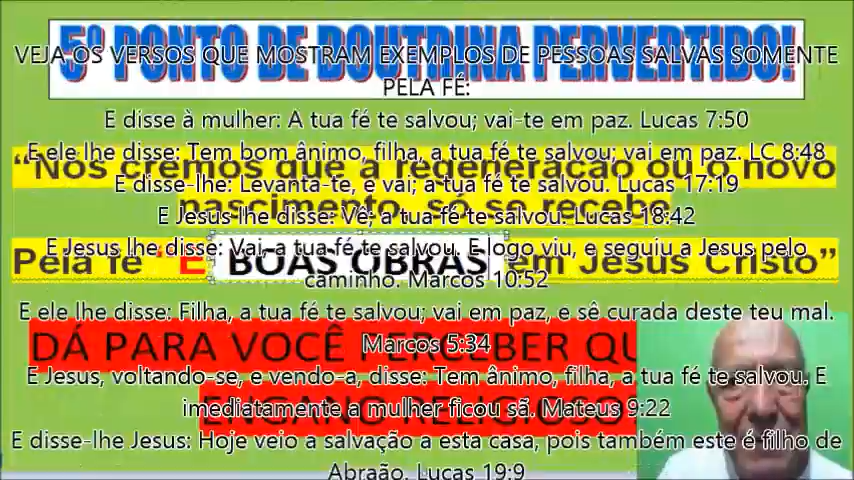 5º PONTO DE DOUTRINA PERVERTIDO!
VEJA OS VERSOS QUE MOSTRAM EXEMPLOS DE PESSOAS SALVAS SOMENTE
PELA FÉ:
E disse à mulher: A tua fé te salvou; vai-te em paz. Lucas 7:50
E ele lhe disse: Tem bom ânimo, filha, a tua fé te salvou; vai em paz. LC 8:48
“Nós cremos que a regeneração ou o novo
E disse-lhe: Levanta-te, e vai; a tua fé te salvou. Lucas 17:19
nascimento, só se recebe
E Jesus lhe disse: Vê; a tua fé te salvou. Lucas 18:42
E Jesus lhe disse: Vai, a tua fé te salvou. E logo viu, e seguiu a Jesus pelo
Pela fé “E BOAS OBRAS em Jesus Cristo”
caminho. Marcos 10:52
E ele lhe disse: Filha, a tua fé te salvou; vai em paz, e sê curada deste teu mal.
DÁ PARA VOCÊ PERCEBER QU
Marcos 5:34
E Jesus, voltando-se, e vendo-a, disse: Tem ânimo, filha, a tua fé te salvou. E
imediatamente a mulher ficou sã. Mateus 9:22
ENGANO RELIGIOSO!
E disse-lhe Jesus: Hoje veio a salvação a esta casa, pois também este é filho de
Abraão. Lucas 19:9